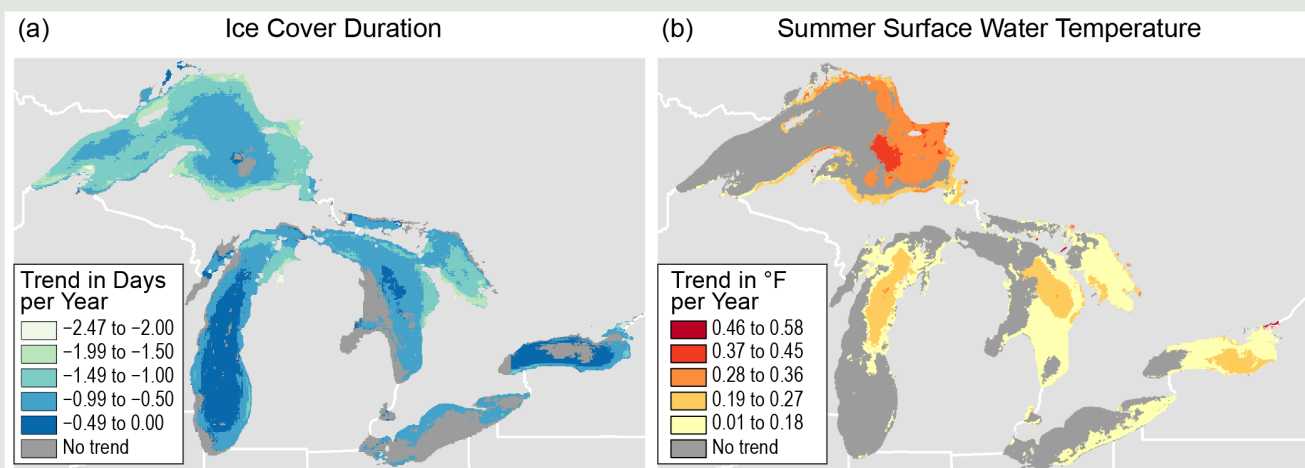 (a) Ice Cover Duration
Trend in Days
per Year
−2.47 to −2.00
−1.99 to −1.50
−1.49 to −1.00
−0.99 to −0.50
−0.49 to 0.00
No trend
(b) Summer Surface Water Temperature
Trend in °F
per Year
0.46 to 0.58
0.37 to 0.45
0.28 to 0.36
0.19 to 0.27
0.01 to 0.18
No trend